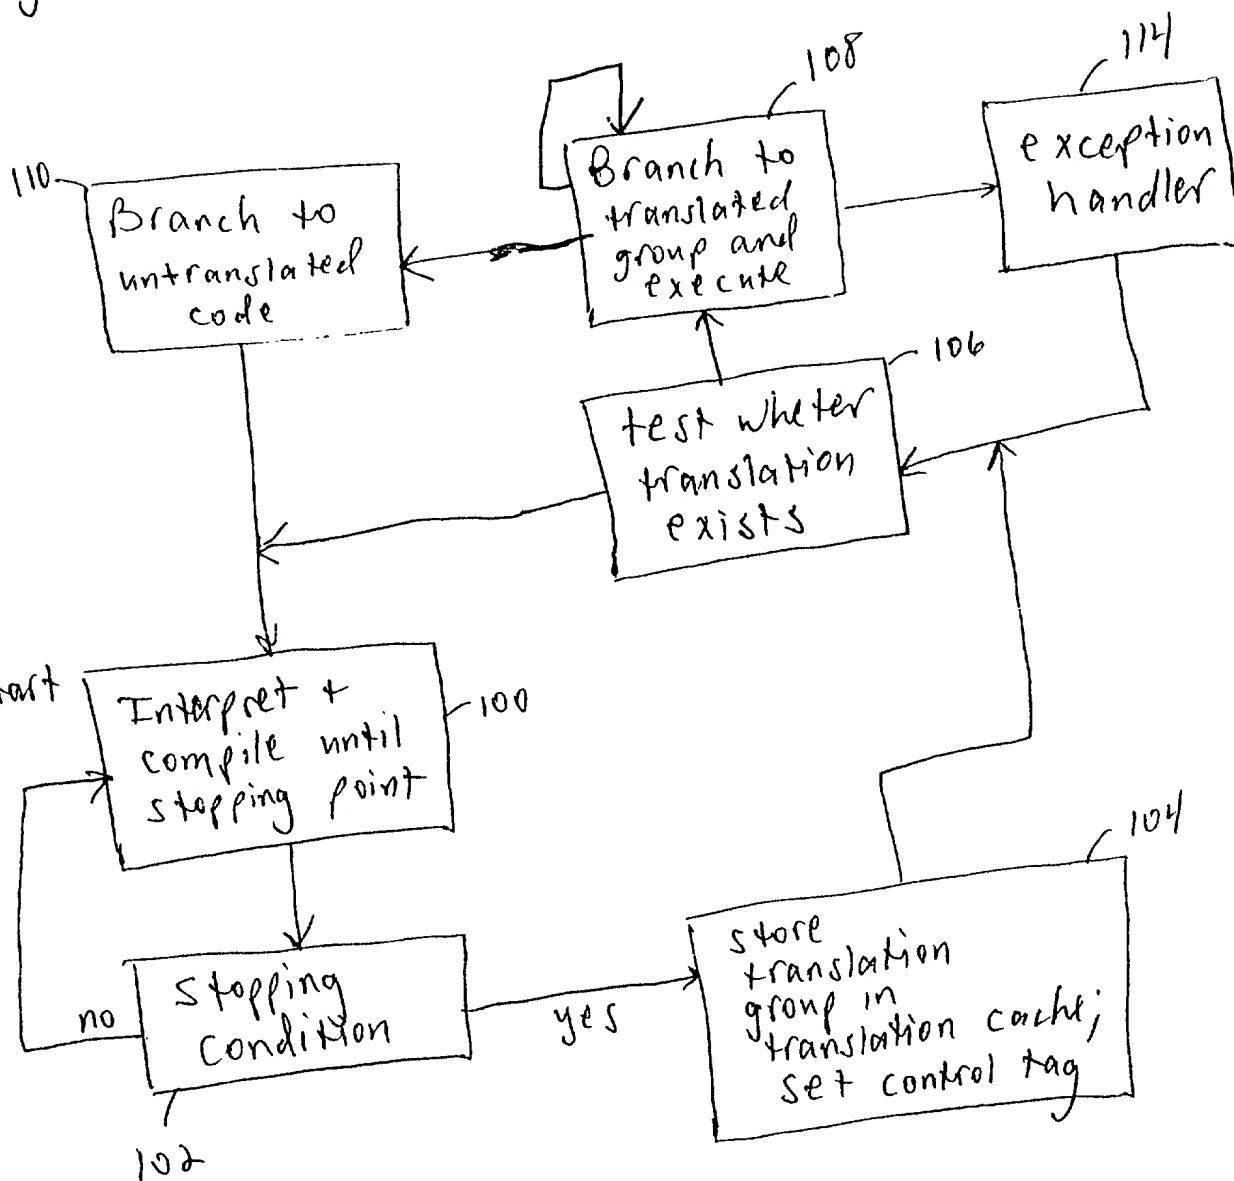 108
114
110
Branch to
untranslated
code
Branch to
translated
group and
execute
exception
handler
106
test wheter
translation
exists
Interpret +
compile until
stopping point
100
104
no
Stopping
condition
yes
store
translation
group in
translation cache;
set control tag
102